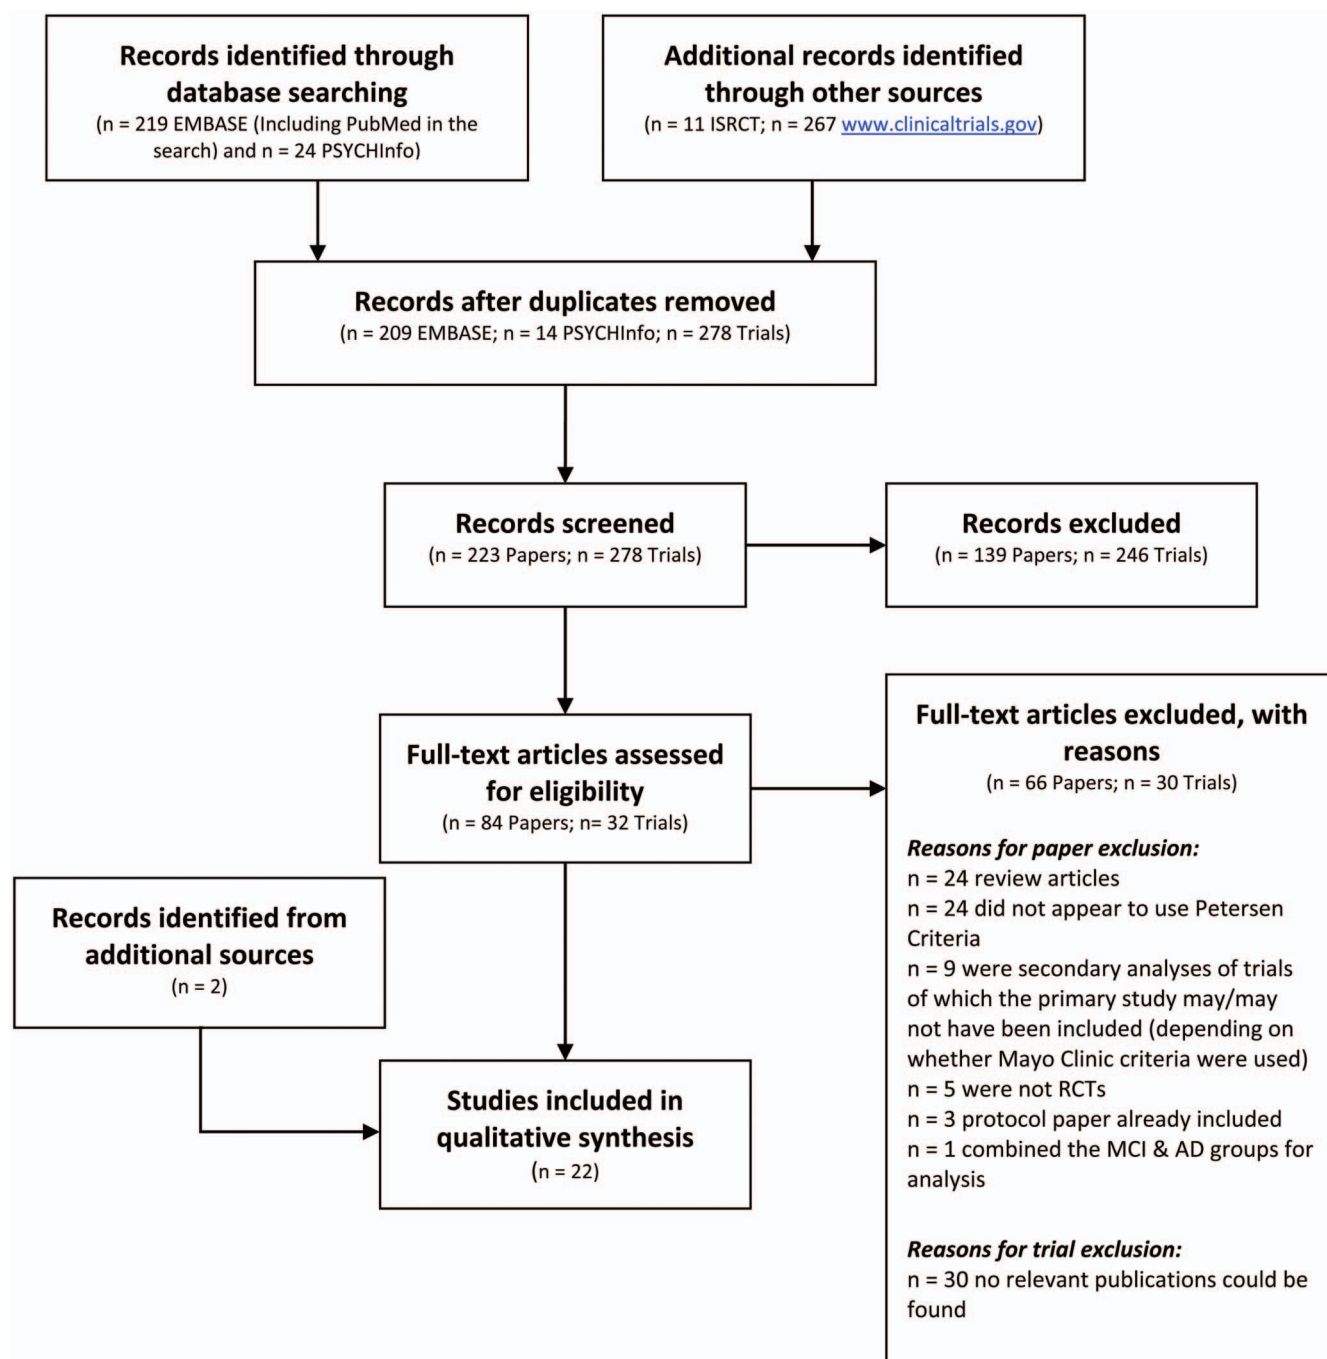 Records identified through
database searching
(n = 219 EMBASE (Including PubMed in the
search) and n = 24 PSYCHInfo)
Additional records identified
through other sources
(n = 11 ISRCT; n = 267 www.clinicaltrials.gov)
Records after duplicates removed
(n = 209 EMBASE; n = 14 PSYCHInfo; n = 278 Trials)
Records screened
(n = 223 Papers; n = 278 Trials)
Records excluded
(n = 139 Papers; n = 246 Trials)
Full-text articles assessed
for eligibility
(n = 84 Papers; n= 32 Trials)
Full-text articles excluded, with
reasons
(n = 66 Papers; n = 30 Trials)
Reasons for paper exclusion:
n = 24 review articles
n = 24 did not appear to use Petersen
Criteria
n = 9 were secondary analyses of trials
of which the primary study may/may
not have been included (depending on
whether Mayo Clinic criteria were used)
n = 5 were not RCTs
n = 3 protocol paper already included
n = 1 combined the MCI & AD groups for
analysis
Reasons for trial exclusion:
n = 30 no relevant publications could be
found
Records identified from
additional sources
(n = 2)
Studies included in
qualitative synthesis
(n = 22)